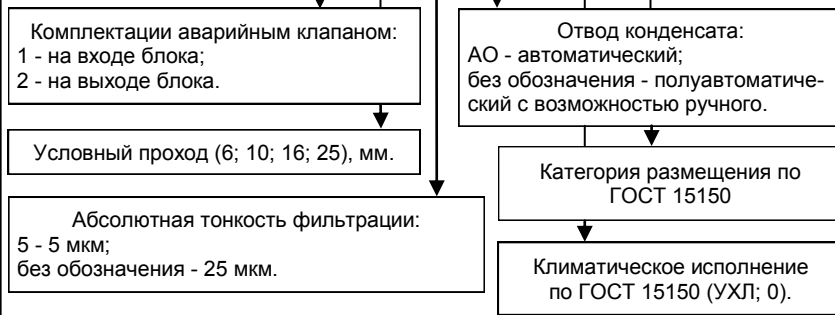 Комплектации аварийным клапаном:
1 - на входе блока;
2 - на выходе блока.
Условный проход (6; 10; 16; 25), мм.
Абсолютная тонкость фильтрации:
5 - 5 мкм;
без обозначения - 25 мкм.
Отвод конденсата:
АО - автоматический;
без обозначения - полуавтоматиче-
ский с возможностью ручного.
Категория размещения по
ГОСТ 15150
Климатическое исполнение
по ГОСТ 15150 (УХЛ; 0).